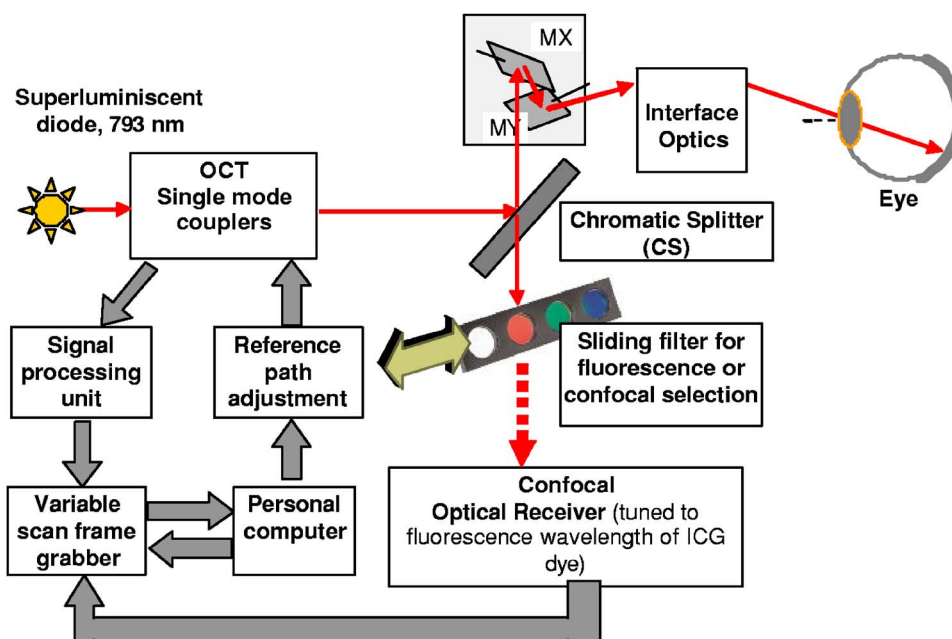 MX
MY
Superluminiscent
diode, 793 nm
OCT
Single mode
couplers
Interface
Optics
Eye
Chromatic Splitter
(CS)
Signal
processing
unit
Reference
path
adjustment
Sliding filter for
fluorescence or
confocal selection
Variable
scan frame
grabber
Personal
computer
Confocal
Optical Receiver (tuned to
fluorescence wavelength of ICG
dye)